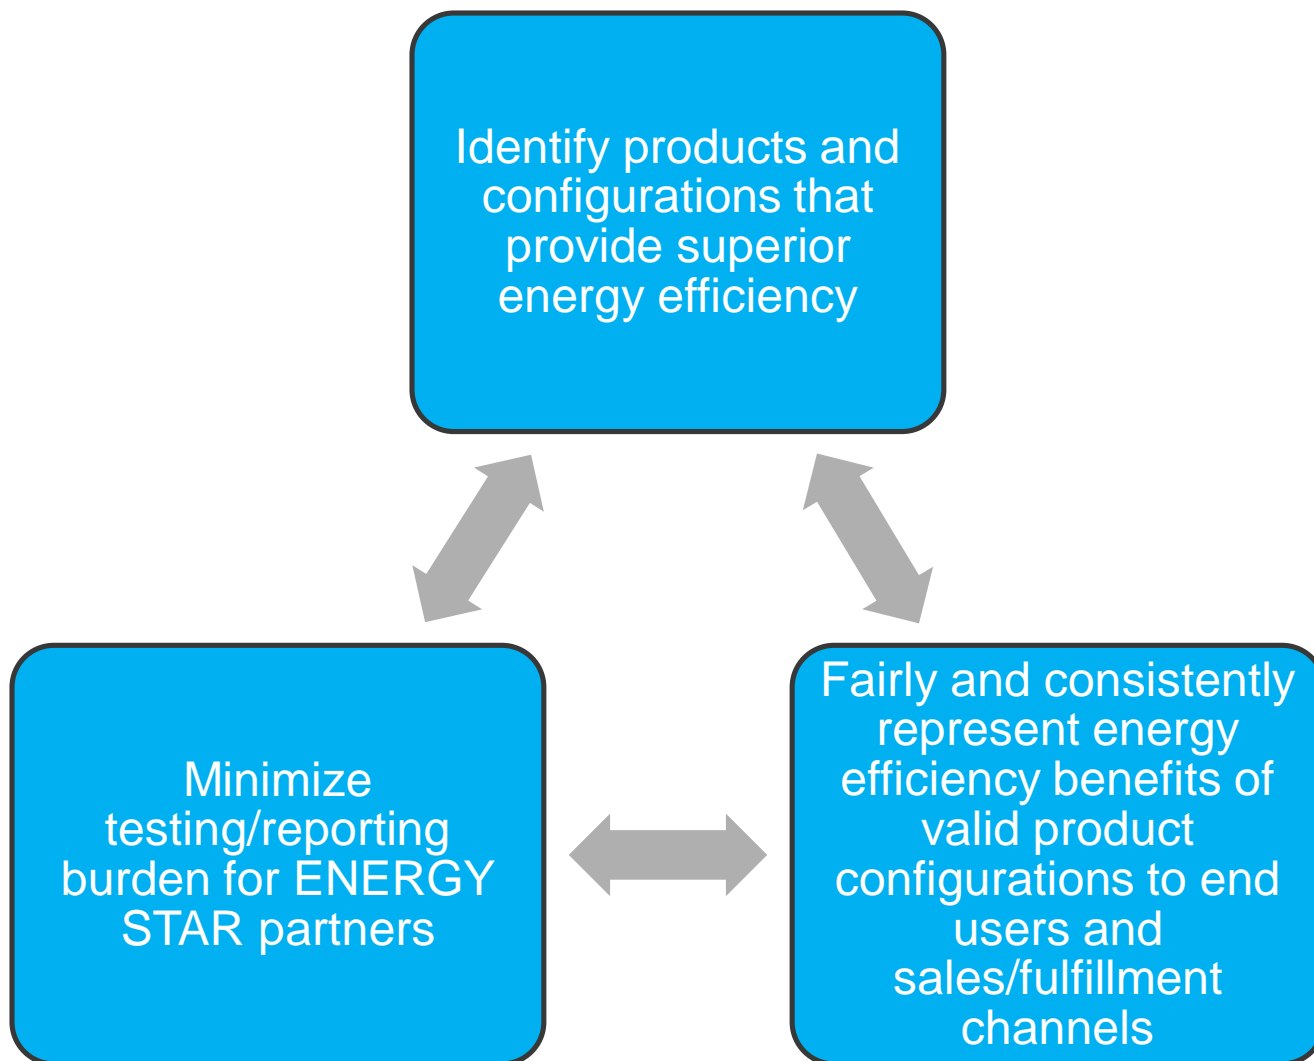 Identify products and
configurations that
provide superior
energy efficiency
Minimize
testing/reporting
burden for ENERGY
STAR partners
Fairly and consistently
represent energy
efficiency benefits of
valid product
configurations to end
users and
sales/fulfillment
channels